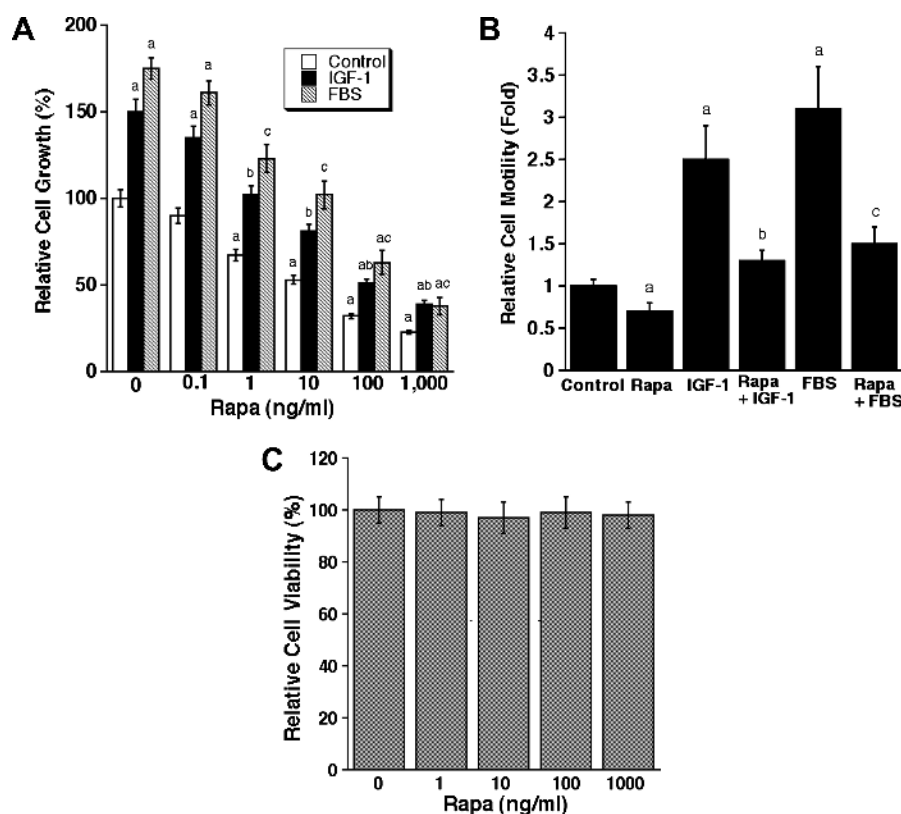 A
Relative Cell Growth (%)
200
150
100
50
0
Control
IGF-1
FBS
a
a
a
a
a
b
c
a
b
c
a
ab
ac
a
ab
ac
0 0.1 1 10 100 1,000
Rapa (ng/ml)
B
Relative Cell Motility (Fold)
4
3.5
3
2.5
2
1.5
1
0.5
0
a
a
b
a
c
Control Rapa IGF-1 Rapa + IGF-1 FBS Rapa + FBS
C
Relative Cell Viability (%)
120
100
80
60
40
20
0
0 1 10 100 1000
Rapa (ng/ml)